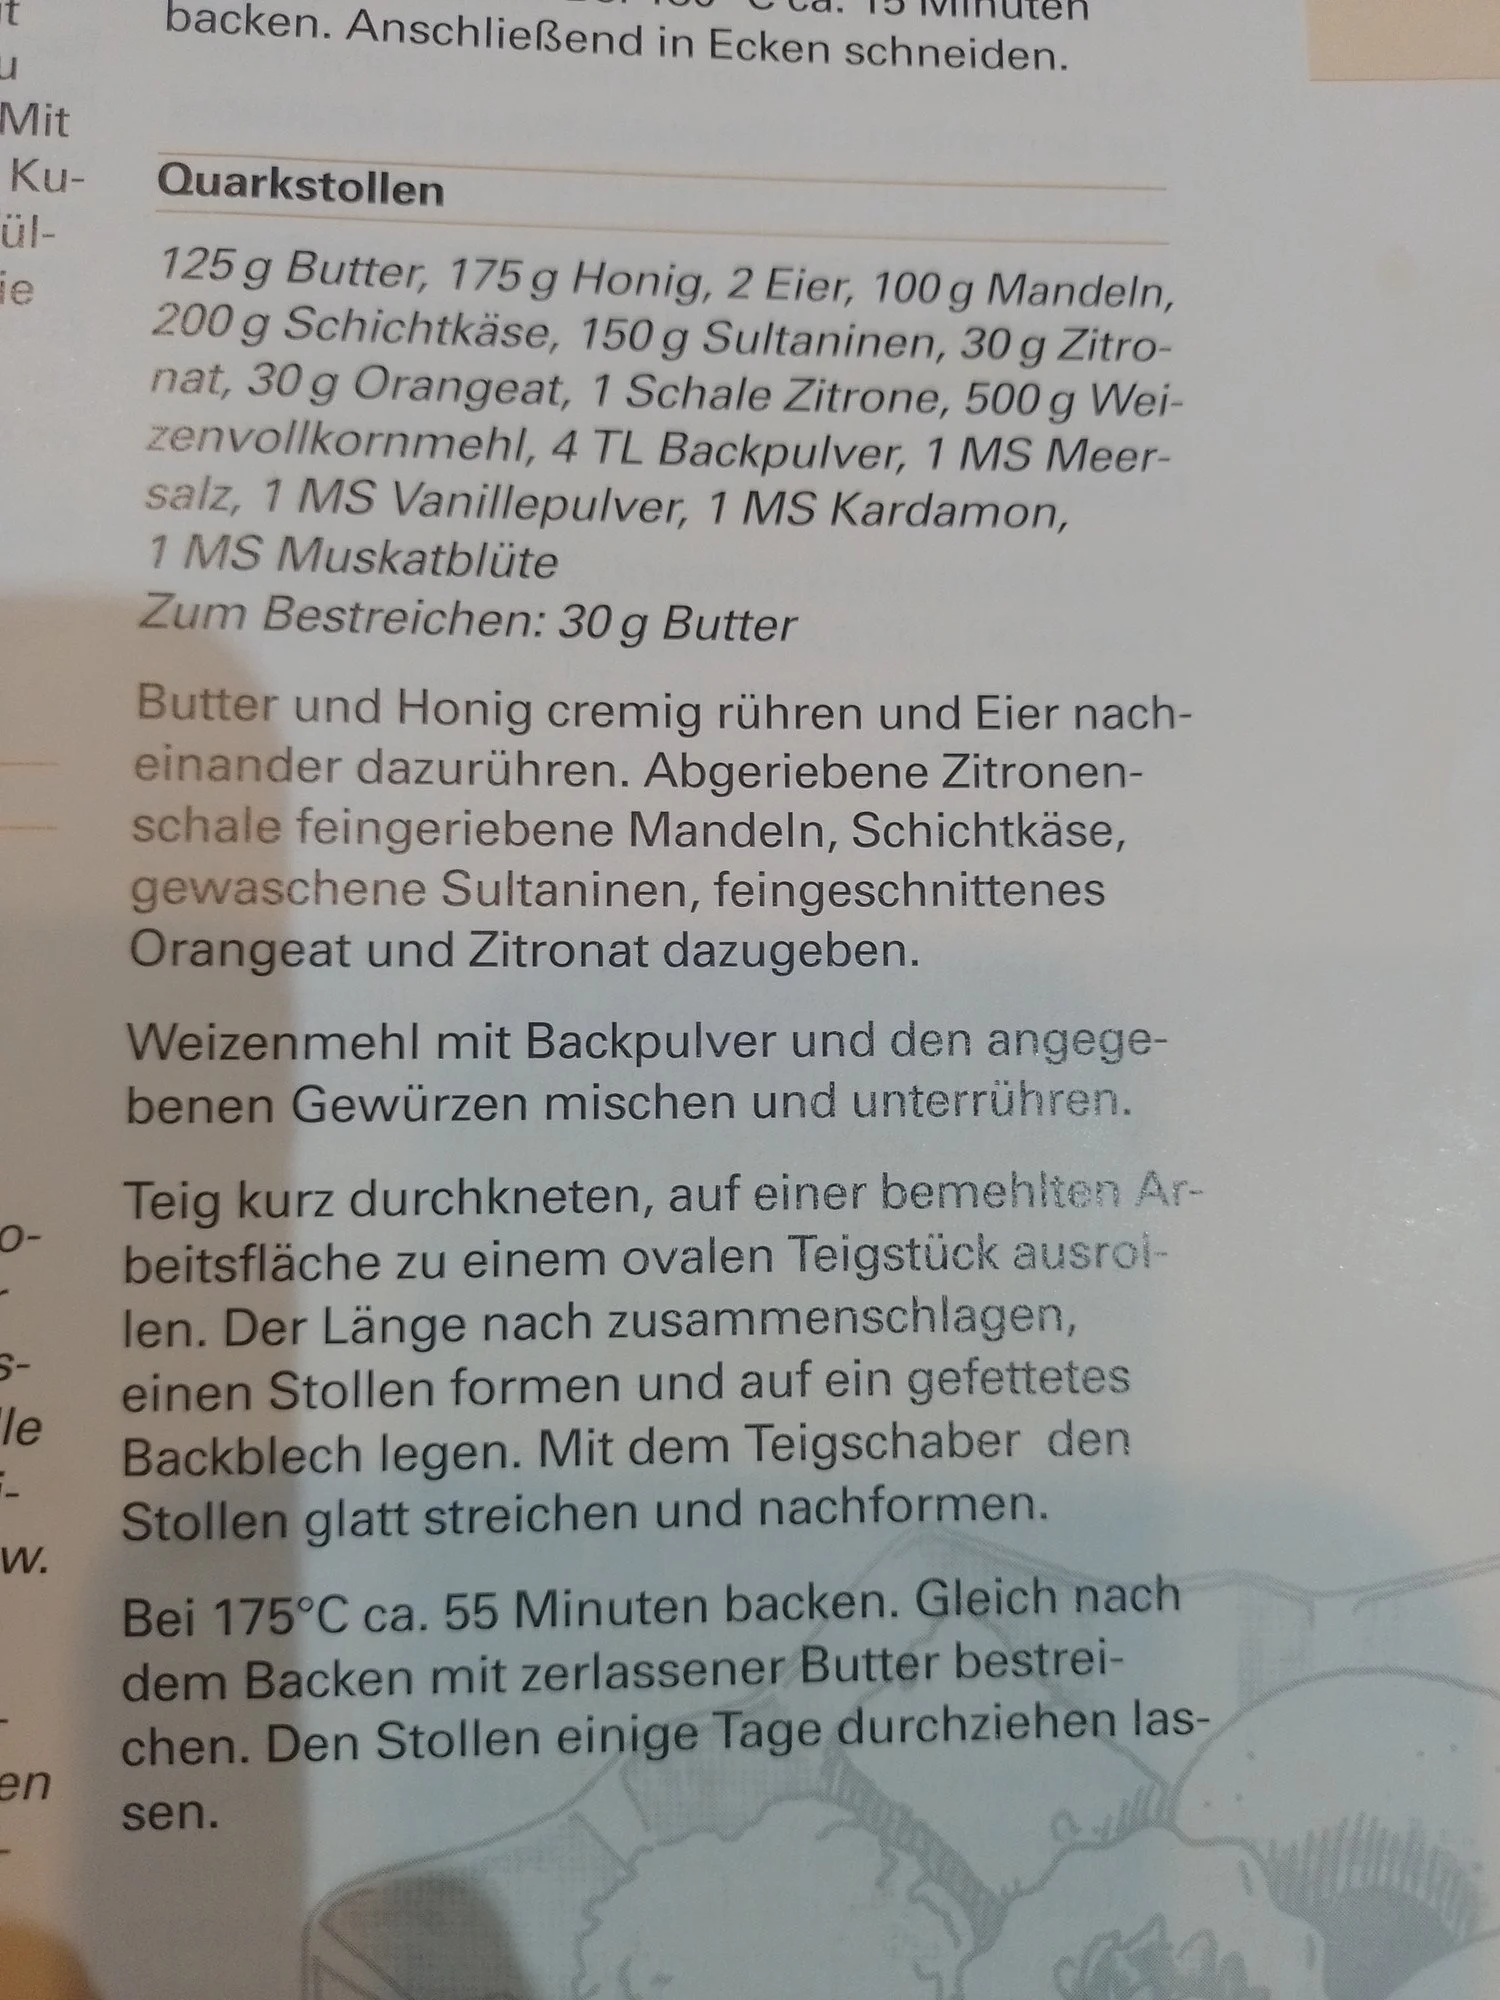 backen. Anschließend in Ecken schneiden.
Quarkstollen
125 g Butter, 175 g Honig, 2 Eier, 100 g Mandeln,
200 g Schichtkäse, 150 g Sultaninen, 30 g Zitro-
nat, 30 g Orangeat, 1 Schale Zitrone, 500 g Wei-
zenvollkornmehl, 4 TL Backpulver, 1 MS Meer-
salz, 1 MS Vanillepulver, 1 MS Kardamon,
1 MS Muskatblüte
Zum Bestreichen: 30 g Butter
Butter und Honig cremig rühren und Eier nach-
einander dazurühren. Abgeriebene Zitronen-
schale feingeriebene Mandeln, Schichtkäse,
gewaschene Sultaninen, feingeschnittenes
Orangeat und Zitronat dazugeben.
Weizenmehl mit Backpulver und den angege-
benen Gewürzen mischen und unterrühren.
Teig kurz durchkneten, auf einer bemehlten Ar-
beitsfläche zu einem ovalen Teigstück ausrol-
len. Der Länge nach zusammenschlagen,
einen Stollen formen und auf ein gefettetes
Backblech legen. Mit dem Teigschaber den
Stollen glatt streichen und nachformen.
Bei 175°C ca. 55 Minuten backen. Gleich nach
dem Backen mit zerlassener Butter bestrei-
chen. Den Stollen einige Tage durchziehen las-
sen.